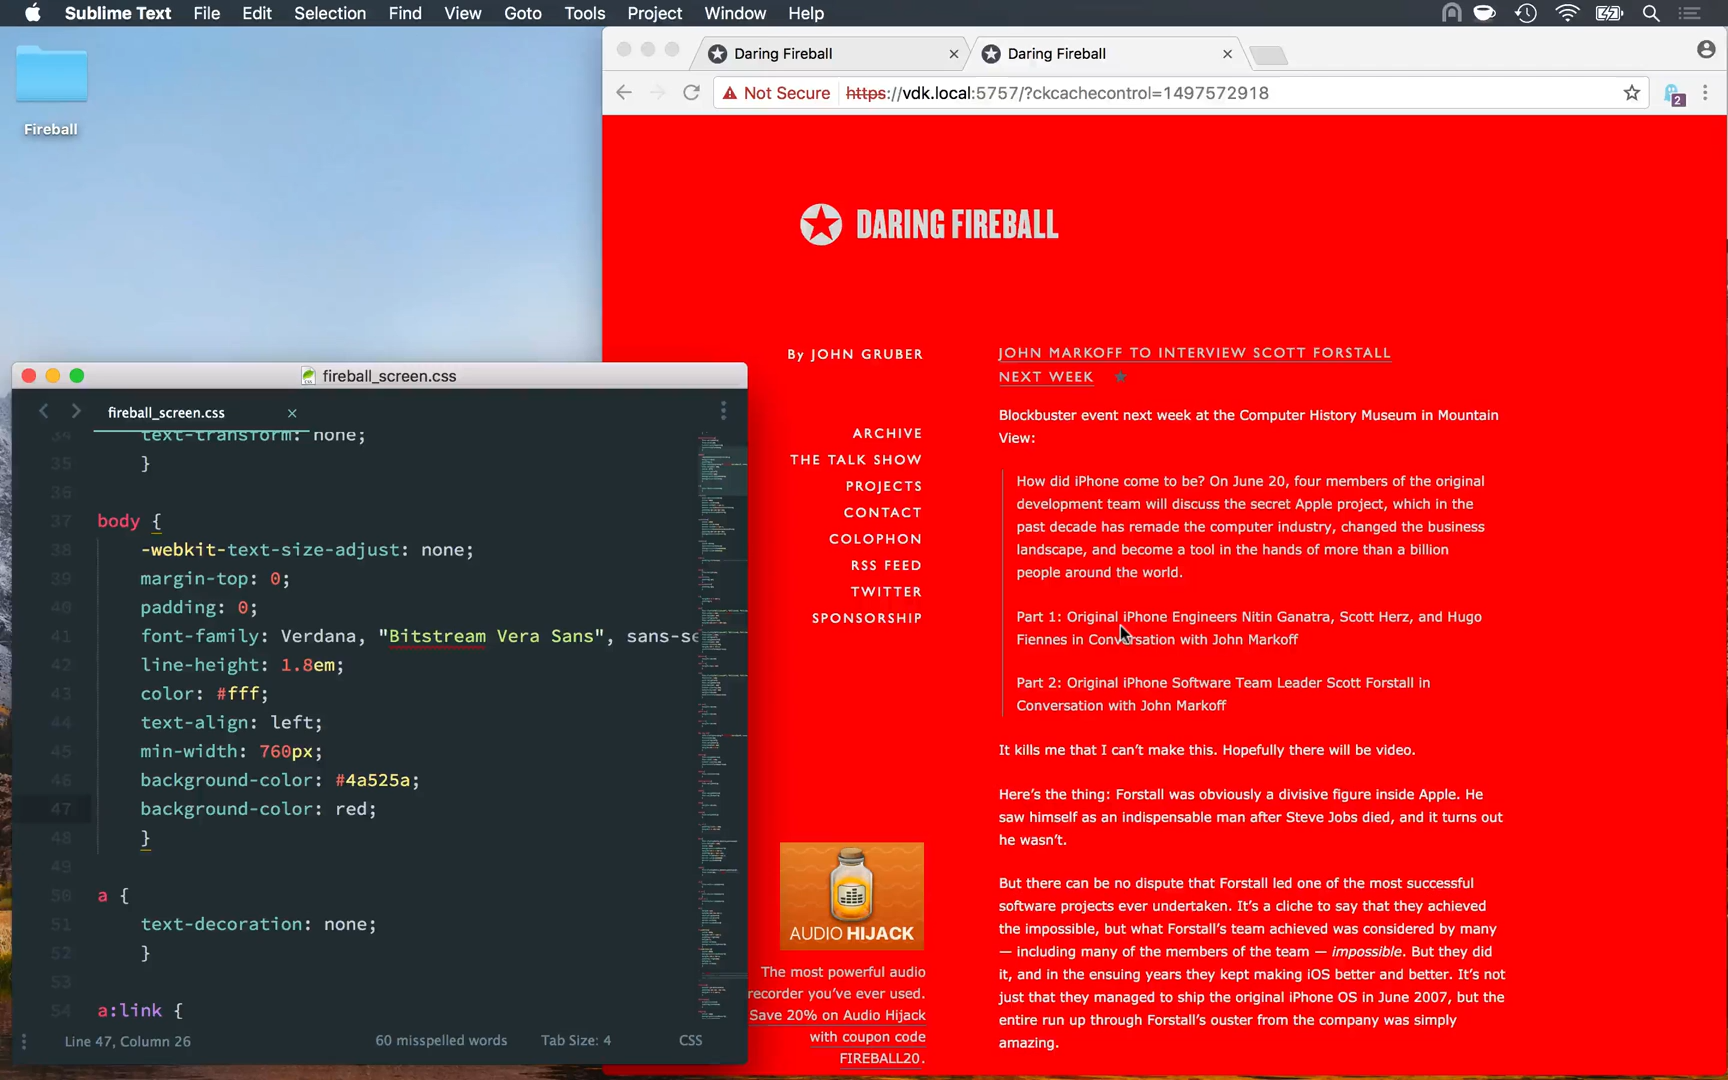 Sublime Text File Edit Selection Find View Goto Tools Project Window Help
Fireball
Daring Fireball
Daring Fireball
Not Secure https://vdk.local:5757/?ckcachecontrol=1497572918
2
DARING FIREBALL
By JOHN GRUBER
ARCHIVE
THE TALK SHOW
PROJECTS
CONTACT
COLOPHON
RSS FEED
TWITTER
SPONSORSHIP
AUDIO HIJACK
The most powerful audio
recorder you've ever used.
Save 20% on Audio Hijack
with coupon code
FIREBALL20.
JOHN MARKOFF TO INTERVIEW SCOTT FORSTALL
NEXT WEEK ★
Blockbuster event next week at the Computer History Museum in Mountain
View:
How did iPhone come to be? On June 20, four members of the original
development team will discuss the secret Apple project, which in the
past decade has remade the computer industry, changed the business
landscape, and become a tool in the hands of more than a billion
people around the world.
Part 1: Original iPhone Engineers Nitin Ganatra, Scott Herz, and Hugo
Fiennes in Conversation with John Markoff
Part 2: Original iPhone Software Team Leader Scott Forstall in
Conversation with John Markoff
It kills me that I can't make this. Hopefully there will be video.
Here's the thing: Forstall was obviously a divisive figure inside Apple. He
saw himself as an indispensable man after Steve Jobs died, and it turns out
he wasn't.
But there can be no dispute that Forstall led one of the most successful
software projects ever undertaken. It's a cliche to say that they achieved
the impossible, but what Forstall's team achieved was considered by many
— including many of the members of the team — impossible. But they did
it, and in the ensuing years they kept making iOS better and better. It's not
just that they managed to ship the original iPhone OS in June 2007, but the
entire run up through Forstall's ouster from the company was simply
amazing.
fireball_screen.css
fireball_screen.css
34 text-transform: none;
35 }
36
37 body {
38 -webkit-text-size-adjust: none;
39 margin-top: 0;
40 padding: 0;
41 font-family: Verdana, "Bitstream Vera Sans", sans-se
42 line-height: 1.8em;
43 color: #fff;
44 text-align: left;
45 min-width: 760px;
46 background-color: #4a525a;
47 background-color: red;
48 }
49
50 a {
51 text-decoration: none;
52 }
53
54 a:link {
Line 47, Column 26 60 misspelled words Tab Size: 4 CSS